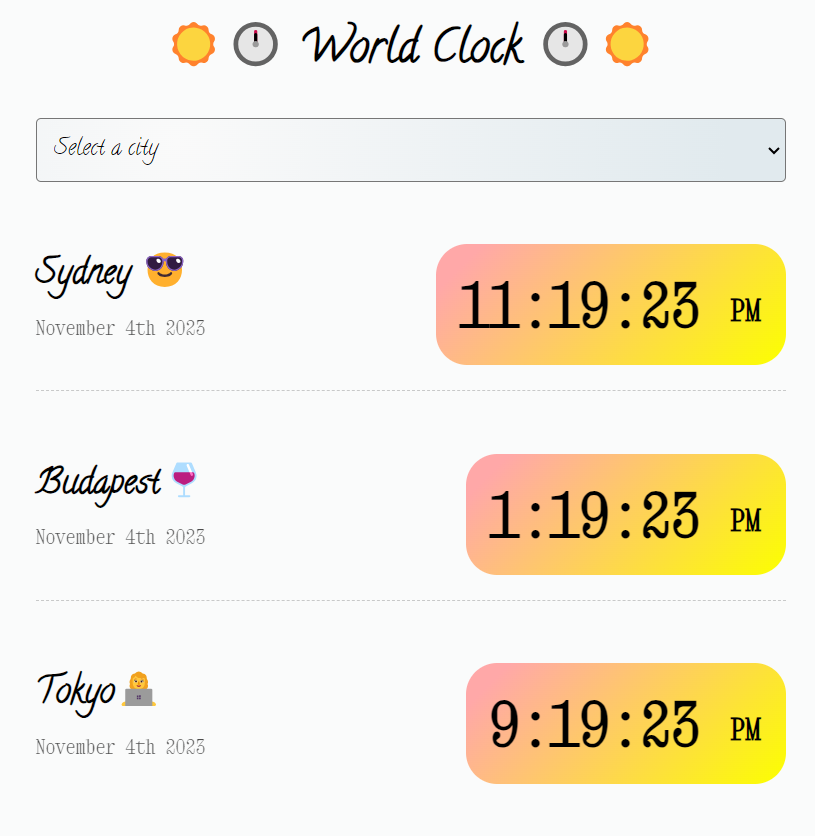 World Clock
Select a city
Sydney
November 4th 2023
11:19:23 PM
Budapest
November 4th 2023
1:19:23 PM
Tokyo
November 4th 2023
9:19:23 PM